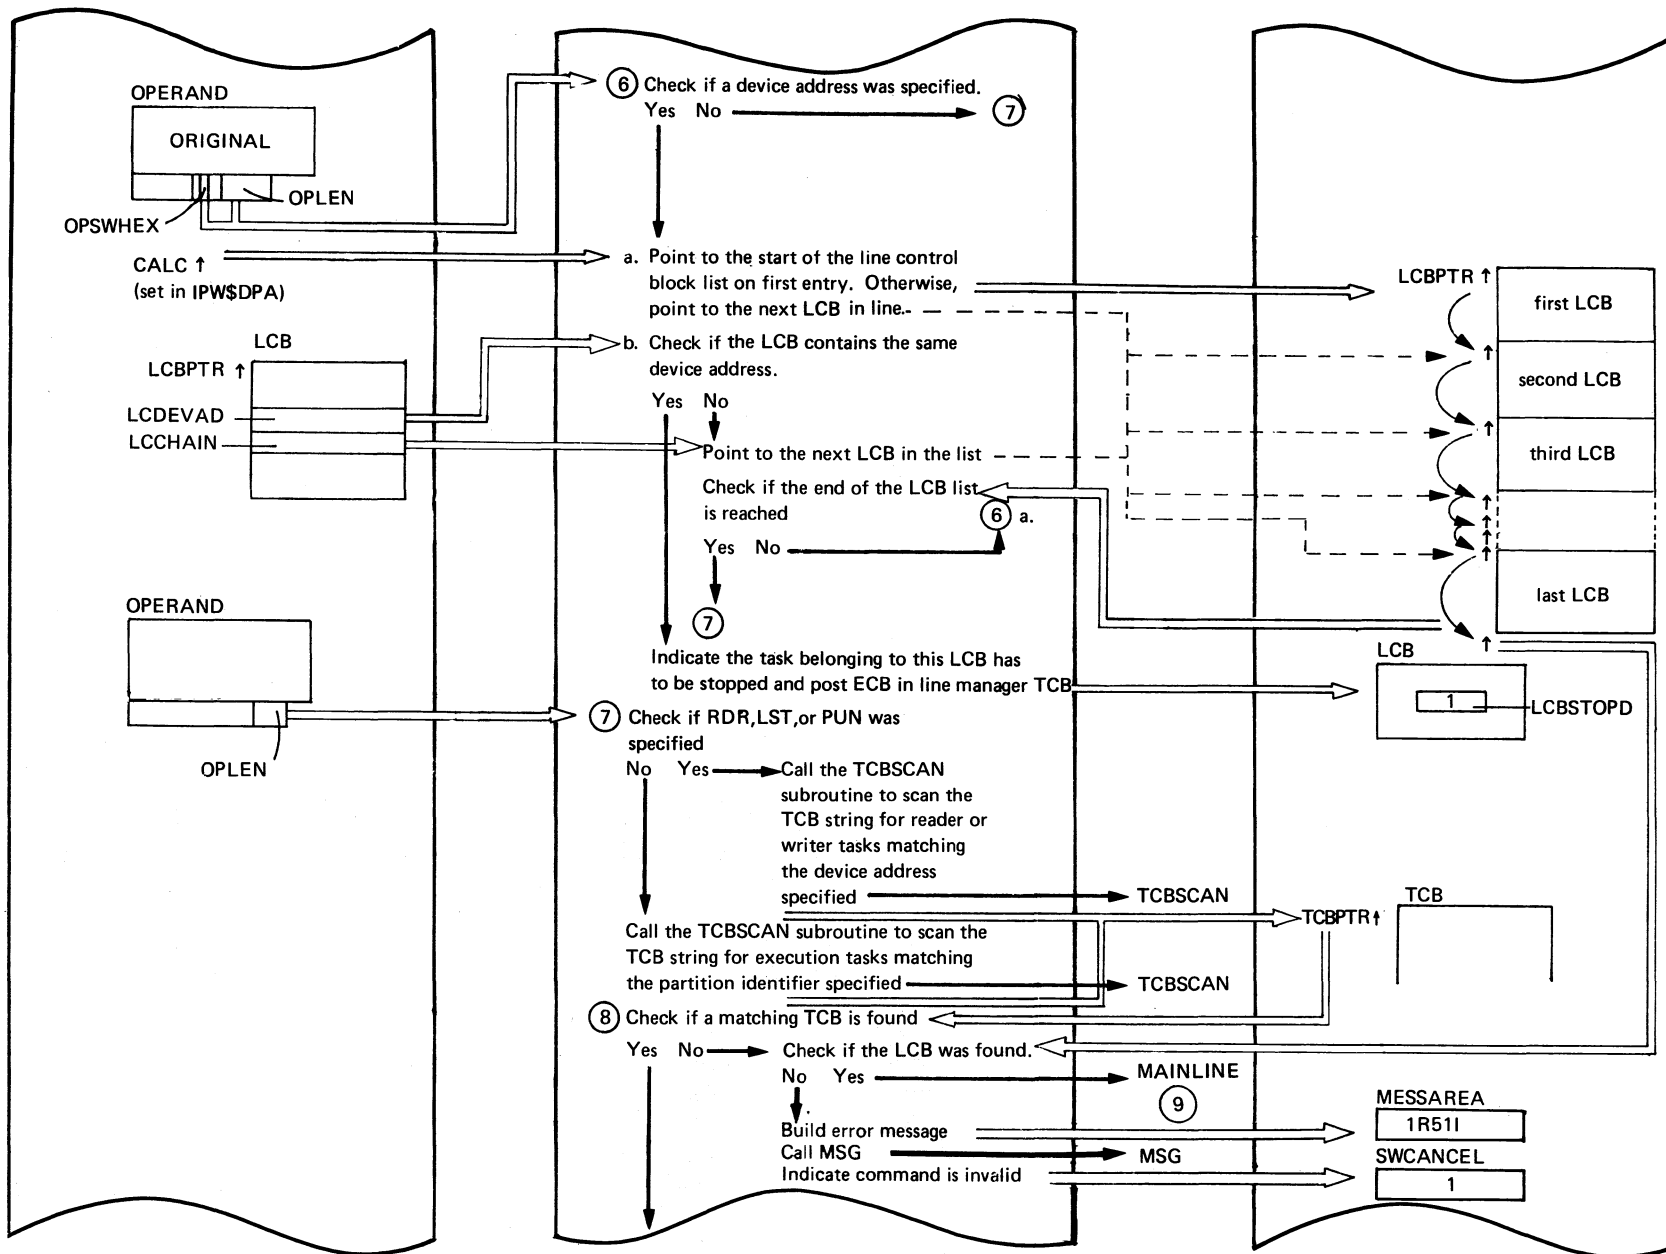 OPERAND
ORIGINAL
OPLEN
OPSWHEX
CALC ↑
(set in IPW$DPA)
LCB
LCBPTR ↑
LCDEVAD
LCCHAIN
OPERAND
OPLEN
6 Check if a device address was specified.
Yes No 7
a. Point to the start of the line control
block list on first entry. Otherwise,
point to the next LCB in line.
b. Check if the LCB contains the same
device address.
Yes No
Point to the next LCB in the list
Check if the end of the LCB list
is reached
6 a.
Yes No
7
Indicate the task belonging to this LCB has
to be stopped and post ECB in line manager TCB
7 Check if RDR,LST,or PUN was
specified
No Yes Call the TCBSCAN
subroutine to scan the
TCB string for reader or
writer tasks matching
the device address
specified TCBSCAN
Call the TCBSCAN subroutine to scan the
TCB string for execution tasks matching
the partition identifier specified TCBSCAN
8 Check if a matching TCB is found
Yes No Check if the LCB was found.
No Yes MAINLINE
9
Build error message
Call MSG MSG
Indicate command is invalid
LCBPTR ↑
first LCB
second LCB
third LCB
last LCB
LCB
1
LCBSTOPD
TCB
TCBPTR ↑
MESSAREA
1R51I
SWCANCEL
1